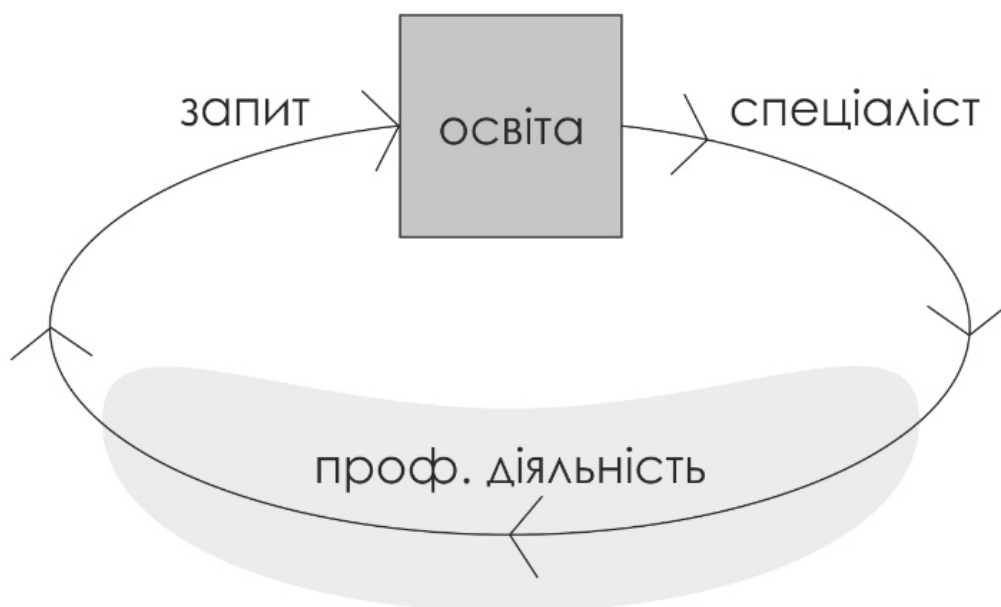 запит
освіта
спеціаліст
проф. діяльність